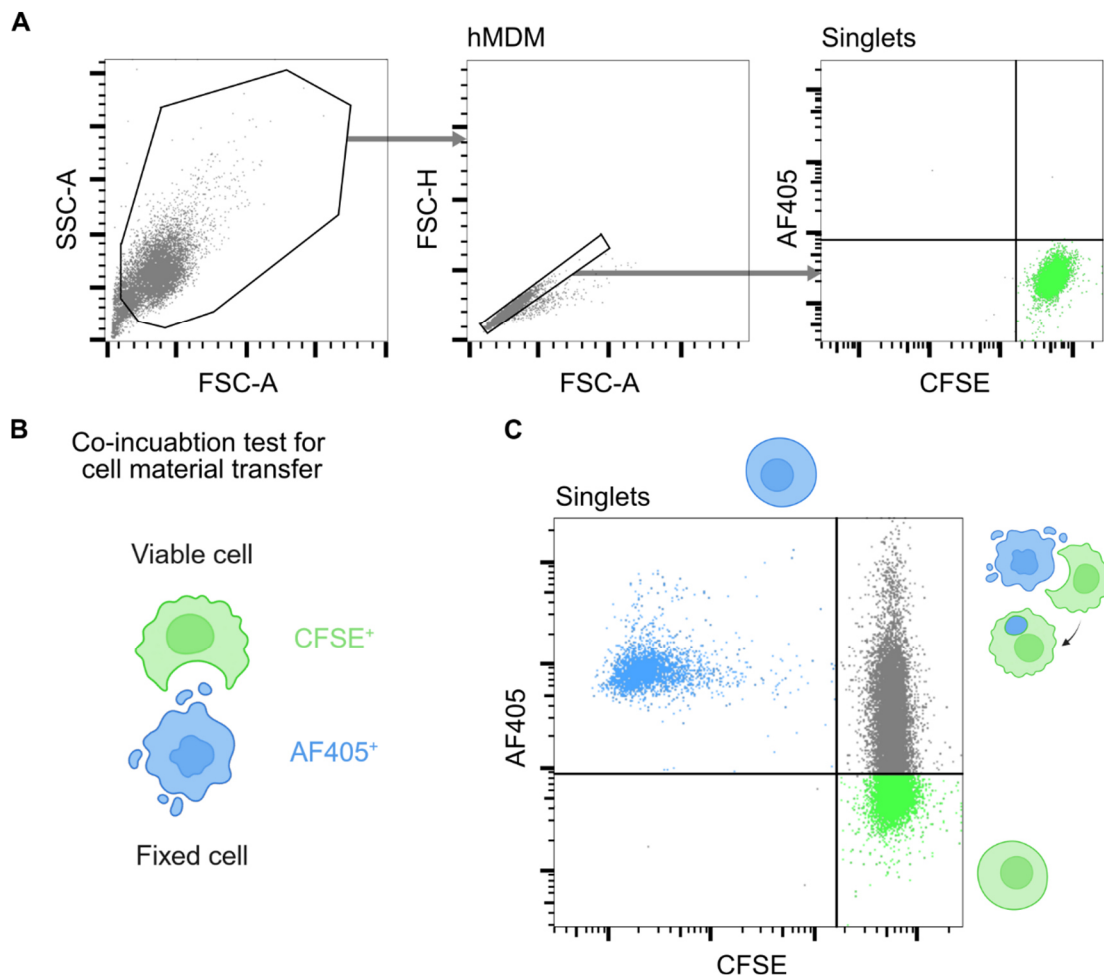 A
hMDM
Singlets
SSC-A
FSC-A
FSC-H
FSC-A
AF405
CFSE
B
Co-incuabtion test for
cell material transfer
Viable cell
CFSE⁺
AF405⁺
Fixed cell
C
Singlets
AF405
CFSE